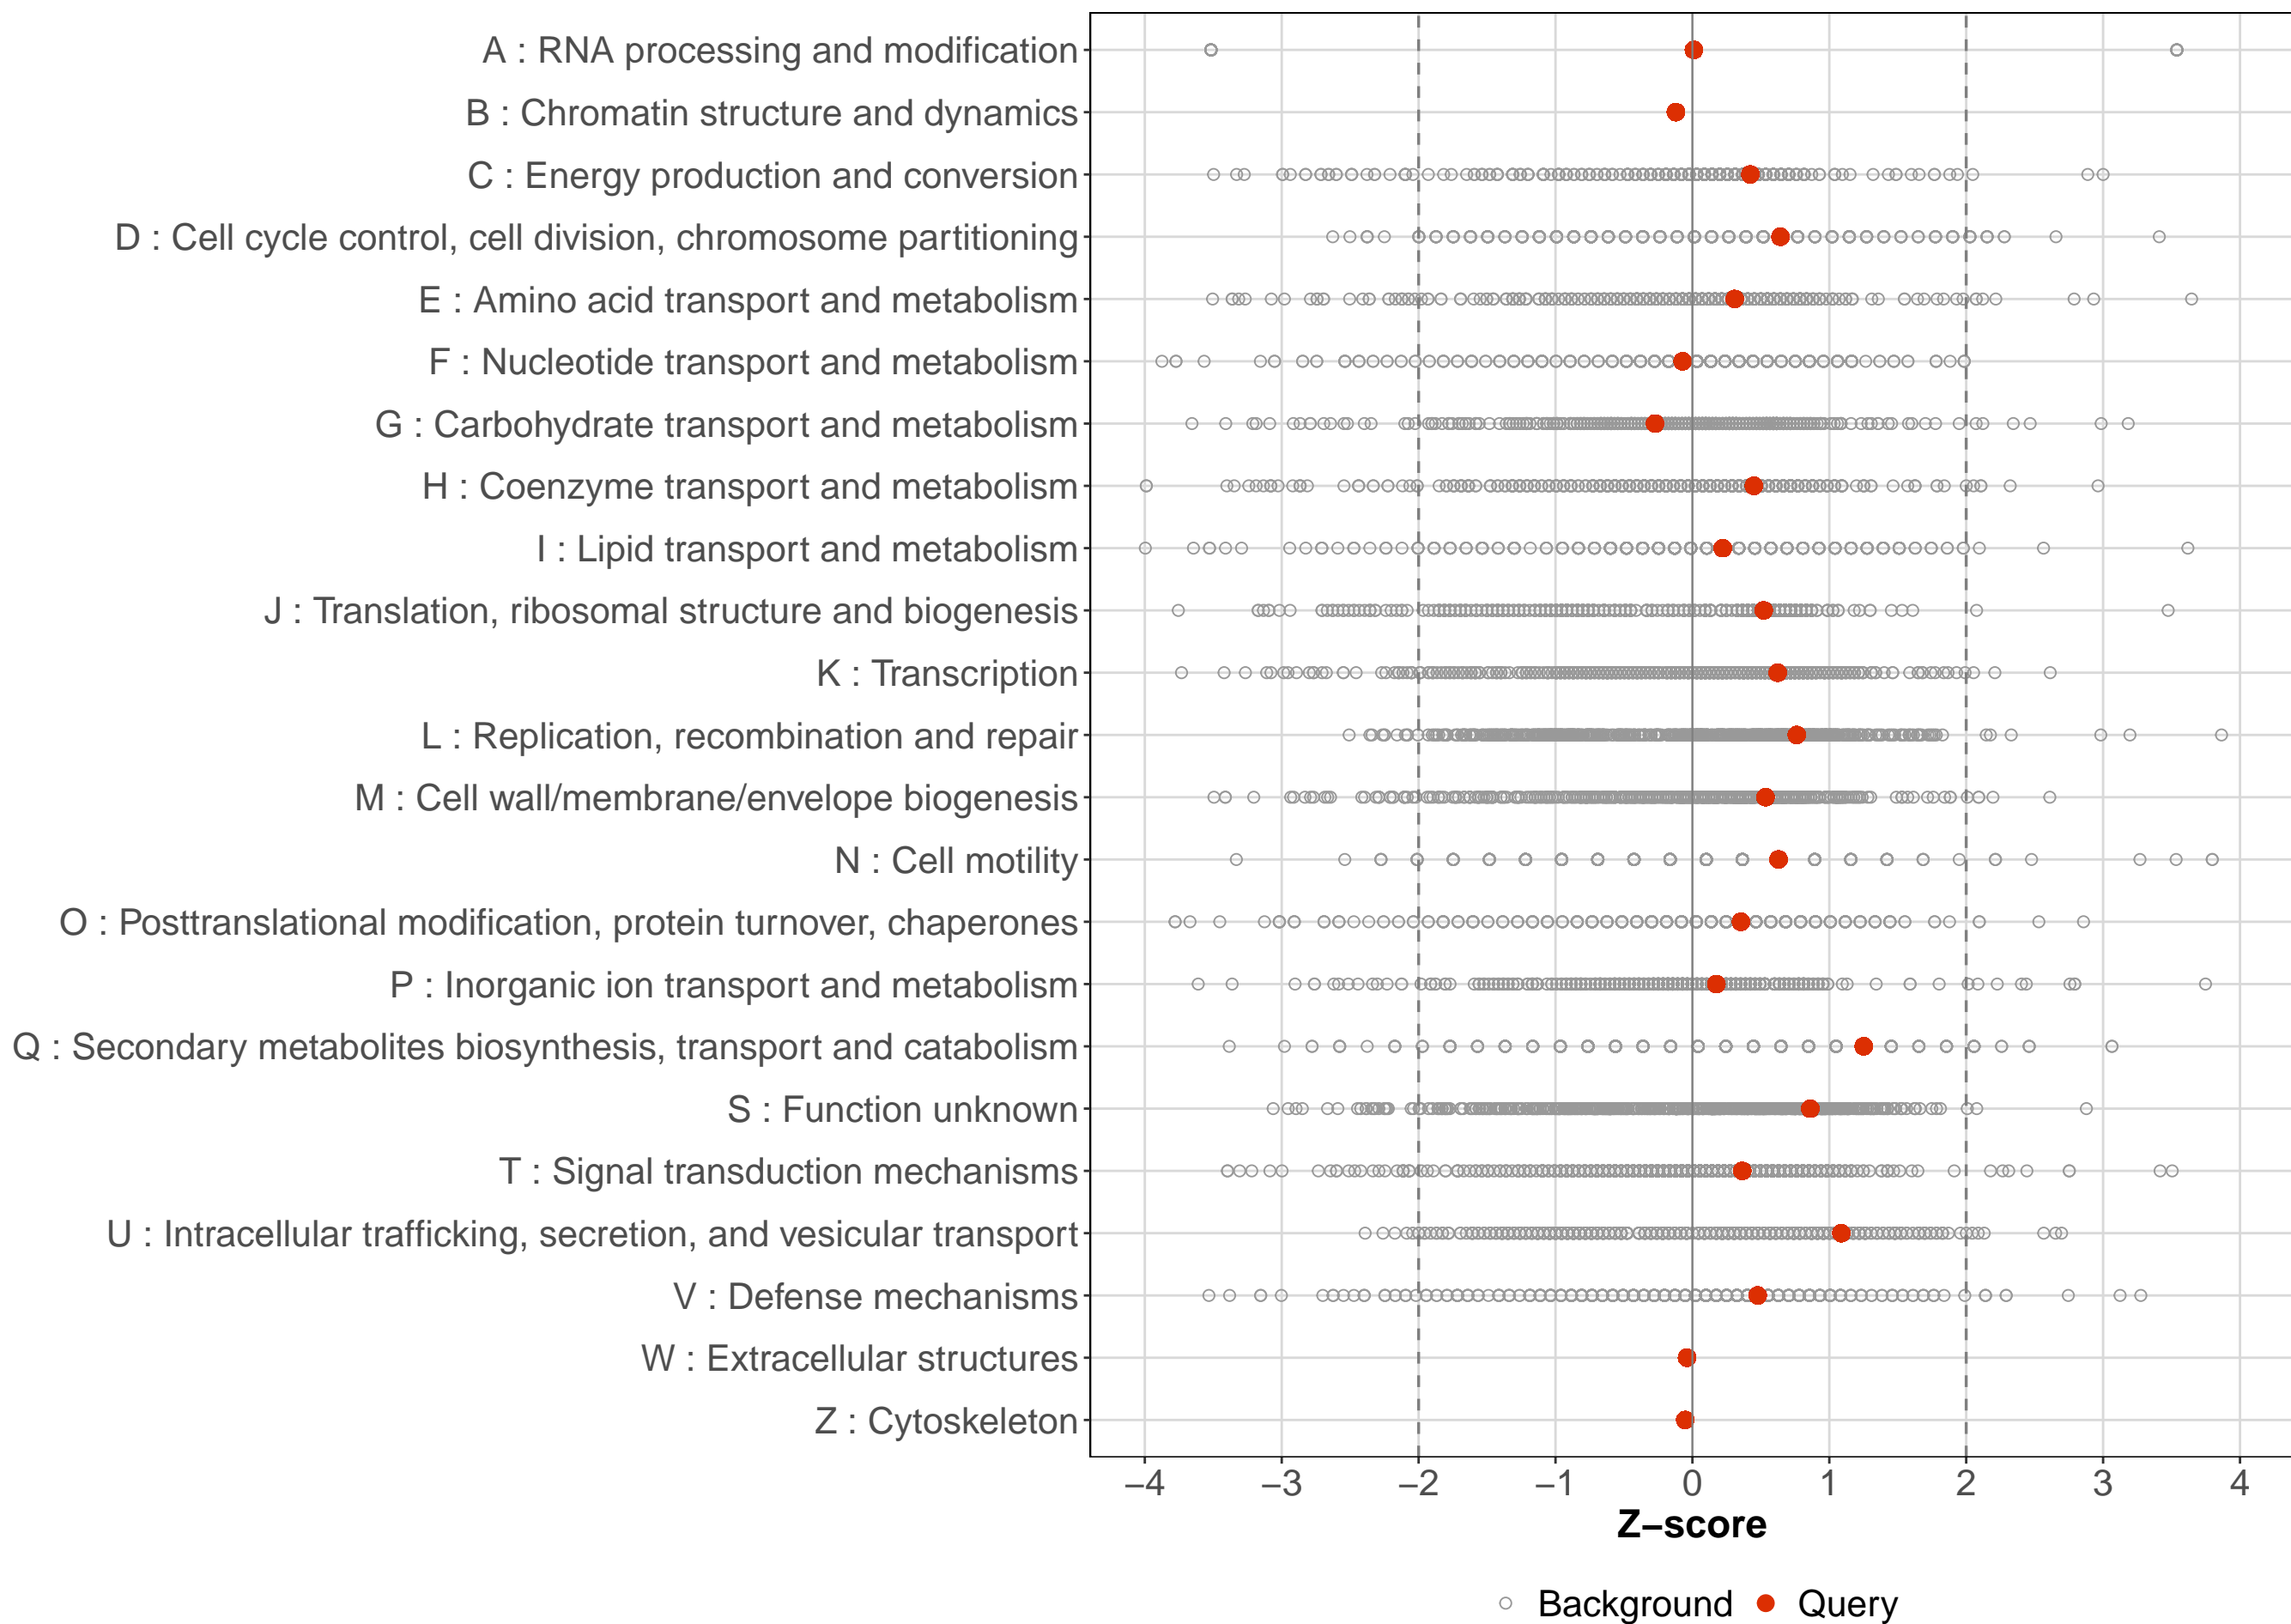 A : RNA processing and modification
B : Chromatin structure and dynamics
C : Energy production and conversion
D : Cell cycle control, cell division, chromosome partitioning
E : Amino acid transport and metabolism
F : Nucleotide transport and metabolism
G : Carbohydrate transport and metabolism
H : Coenzyme transport and metabolism
I : Lipid transport and metabolism
J : Translation, ribosomal structure and biogenesis
K : Transcription
L : Replication, recombination and repair
M : Cell wall/membrane/envelope biogenesis
N : Cell motility
O : Posttranslational modification, protein turnover, chaperones
P : Inorganic ion transport and metabolism
Q : Secondary metabolites biosynthesis, transport and catabolism
S : Function unknown
T : Signal transduction mechanisms
U : Intracellular trafficking, secretion, and vesicular transport
V : Defense mechanisms
W : Extracellular structures
Z : Cytoskeleton
−4 −3 −2 −1 0 1 2 3 4
Z−score
Background Query